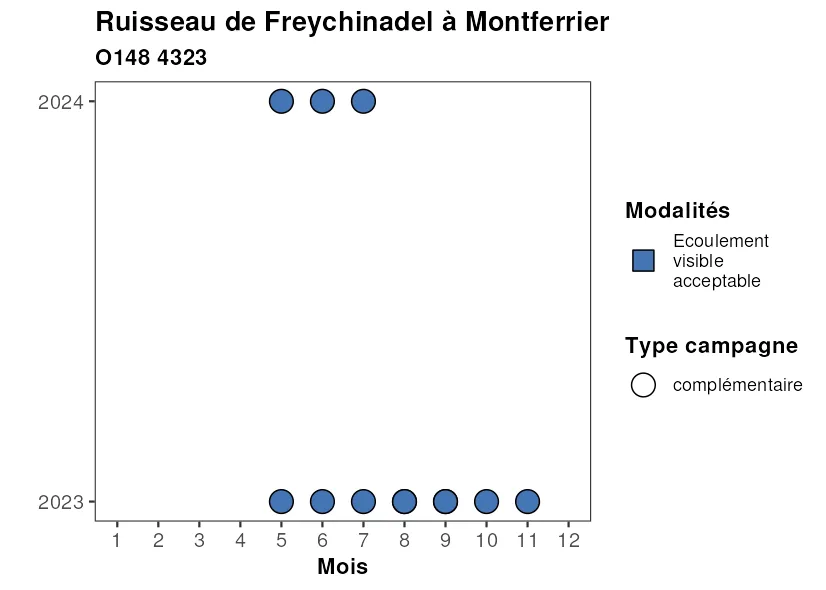 Ruisseau de Freychinadel à Montferrier
O148 4323
2024
2023
1 2 3 4 5 6 7 8 9 10 11 12
Mois
Modalités
Ecoulement
visible
acceptable
Type campagne
complémentaire